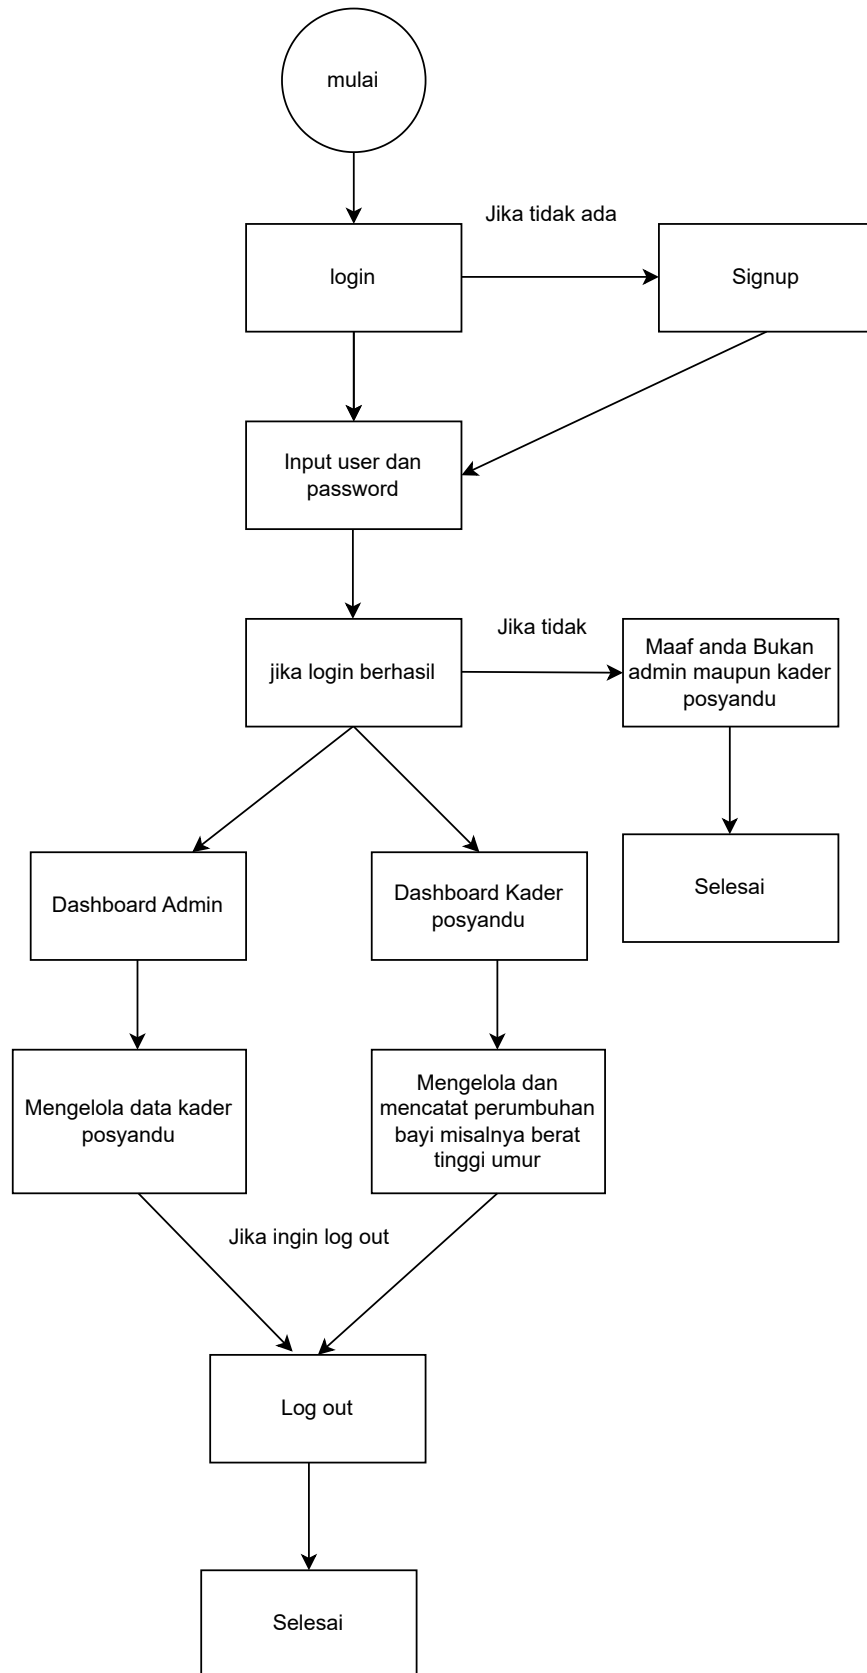 mulai
Jika tidak ada
login
Signup
Input user dan
password
Jika tidak
jika login berhasil
Maaf anda Bukan
admin maupun kader
posyandu
Dashboard Admin
Dashboard Kader
posyandu
Selesai
Mengelola data kader
posyandu
Mengelola dan
mencatat perumbuhan
bayi misalnya berat
tinggi umur
Jika ingin log out
Log out
Selesai